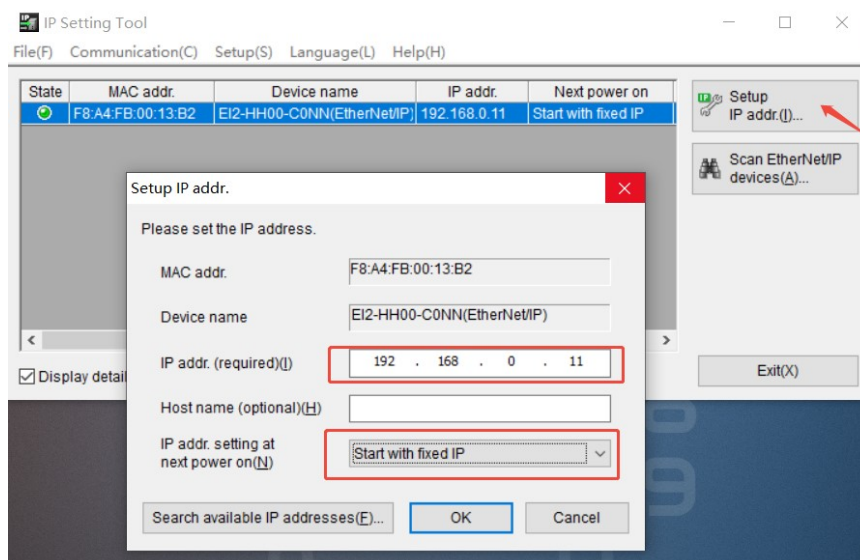 IP Setting Tool
File(F) Communication(C) Setup(S) Language(L) Help(H)
State MAC addr. Device name IP addr. Next power on
F8:A4:FB:00:13:B2 EI2-HH00-C0NN(EtherNet/IP) 192.168.0.11 Start with fixed IP
Setup
IP addr.(I)...
Scan EtherNet/IP
devices(A)...
Setup IP addr.
Please set the IP address.
MAC addr. F8:A4:FB:00:13:B2
Device name EI2-HH00-C0NN(EtherNet/IP)
IP addr. (required)(I) 192 . 168 . 0 . 11
Host name (optional)(H)
IP addr. setting at
next power on(N) Start with fixed IP
Search available IP addresses(F)... OK Cancel
Display detail
Exit(X)